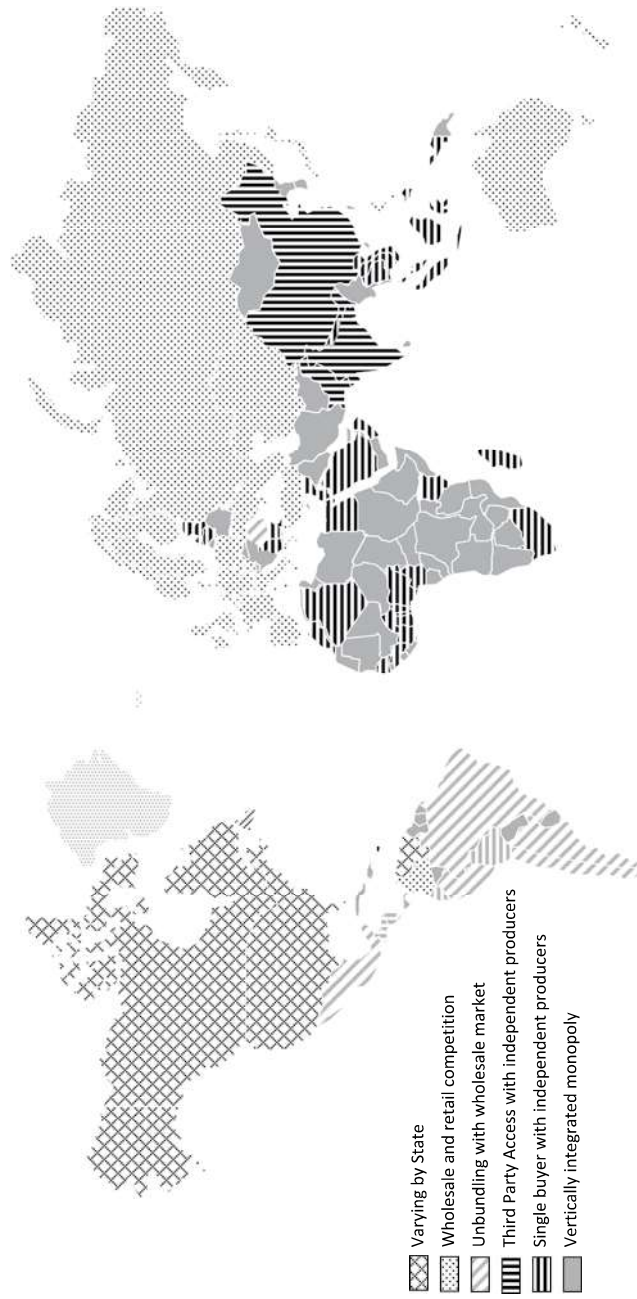 Varying by State
Wholesale and retail competition
Unbundling with wholesale market
Third Party Access with independent producers
Single buyer with independent producers
Vertically integrated monopoly